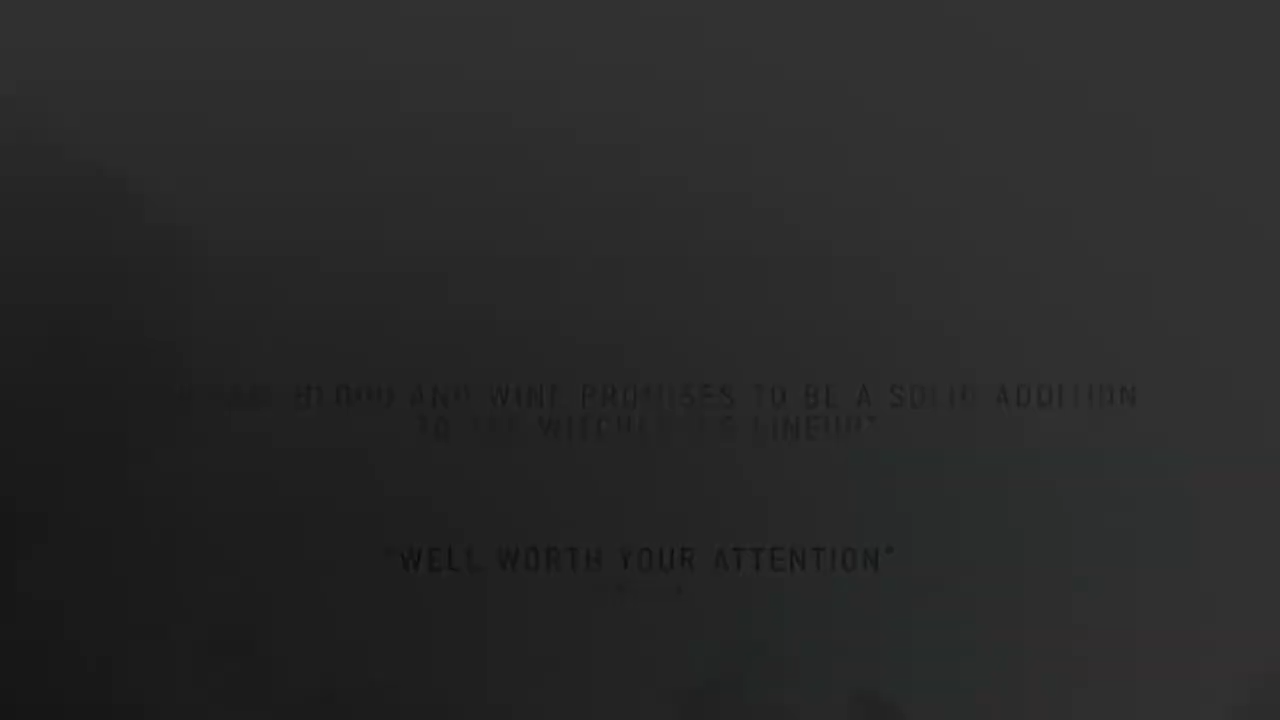 BLOOD AND WINE PROMISES TO BE A SOLID ADDITION
TO THE WITCHER'S LINEUP"
"WELL WORTH YOUR ATTENTION"